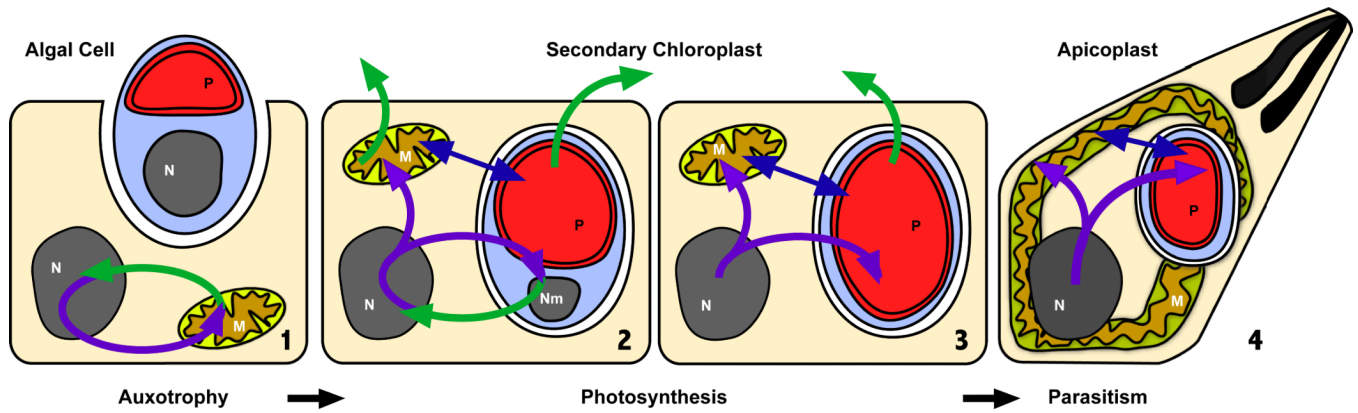 Algal Cell
Secondary Chloroplast
Apicoplast
P
N
N
M
1
M
P
N
Nm
2
M
P
N
3
P
N
M
4
Auxotrophy
Photosynthesis
Parasitism